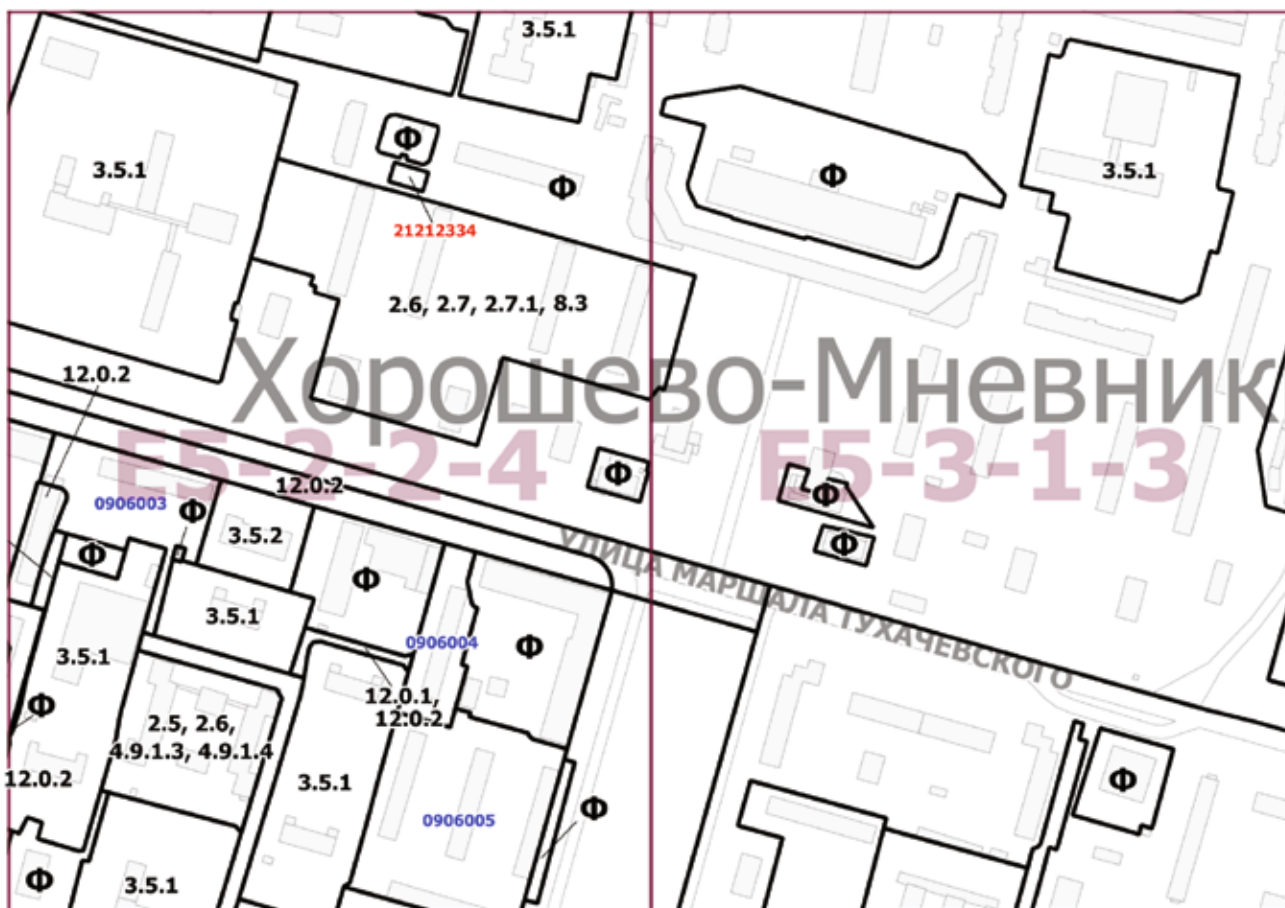 3.5.1
Ф
3.5.1
Ф
Ф
3.5.1
21212334
2.6, 2.7, 2.7.1, 8.3
12.0.2
Хорошево-Мневник
Е5-2-2-4
Е5-3-1-3
Ф
12.0.2
Ф
0906003
Ф
3.5.2
Ф
Ф
УЛИЦА МАРШАЛА ТУХАЧЕВСКОГО
Ф
3.5.1
0906004
Ф
3.5.1
12.0.1,
12.0.2
Ф
2.5, 2.6,
4.9.1.3, 4.9.1.4
12.0.2
3.5.1
Ф
Ф
0906005
Ф
3.5.1